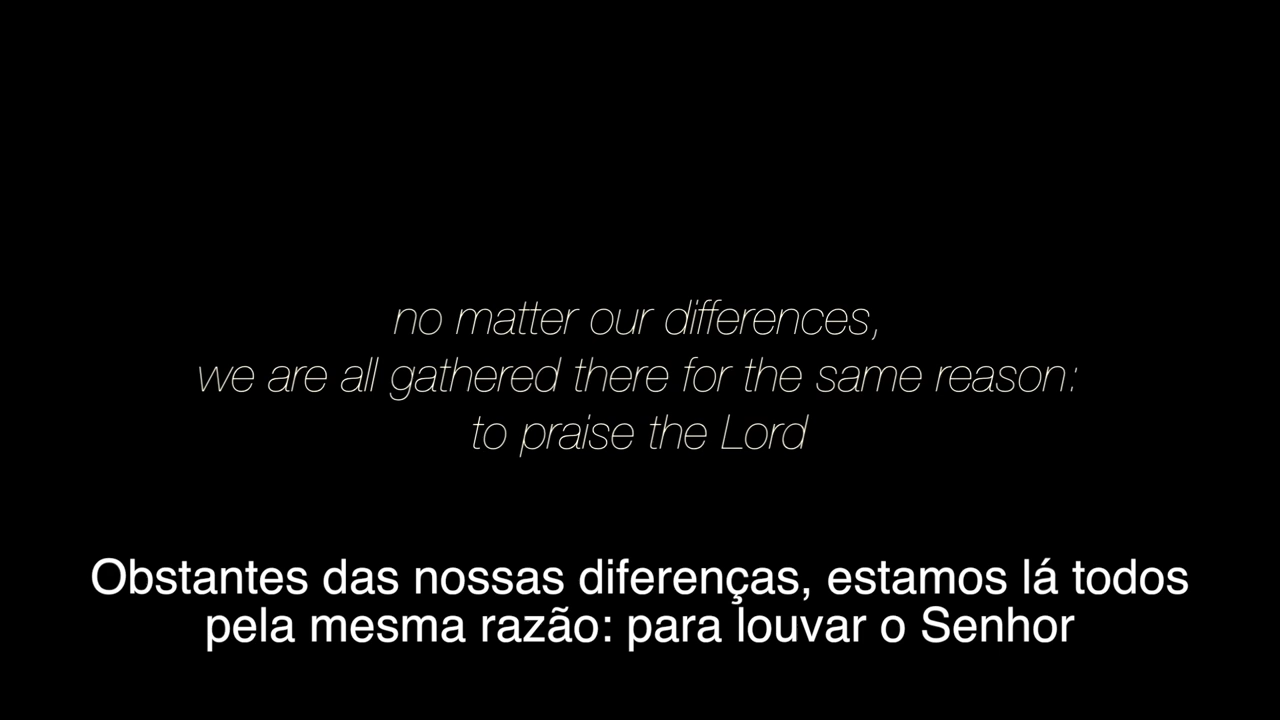 no matter our differences,
we are all gathered there for the same reason:
to praise the Lord
Obstantes das nossas diferenças, estamos lá todos
pela mesma razão: para louvar o Senhor